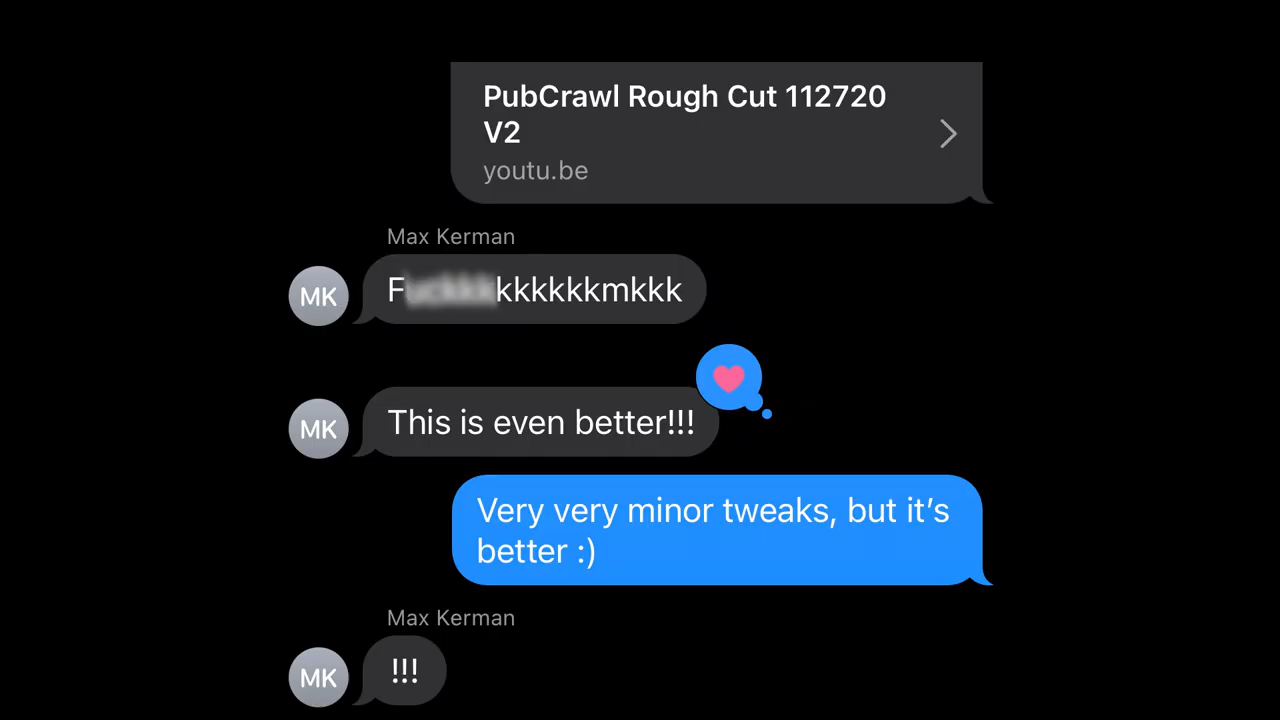 PubCrawl Rough Cut 112720
V2
youtu.be
Max Kerman
MK
Fuckkkkkkkkkmkkk
MK
This is even better!!!
Very very minor tweaks, but it’s
better :)
Max Kerman
MK
!!!